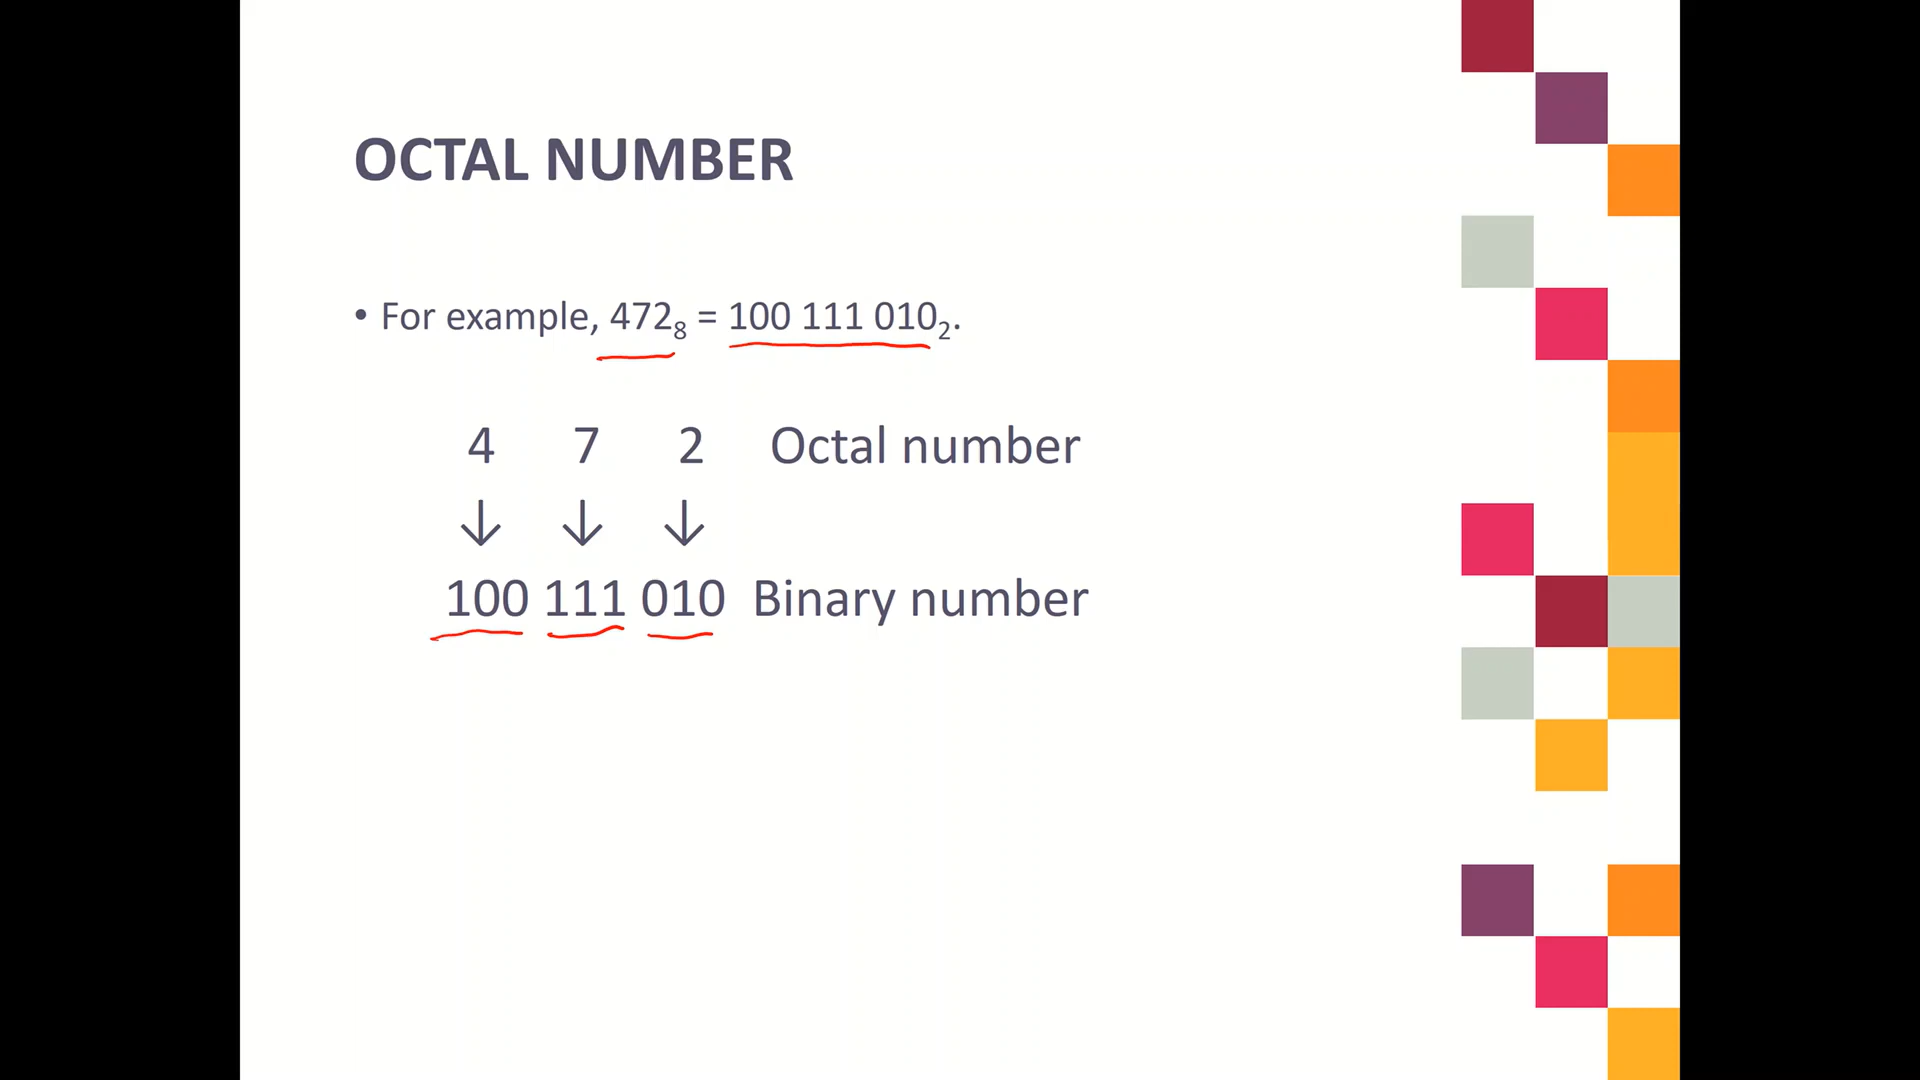 OCTAL NUMBER
• For example, 472₈ = 100 111 010₂.
4 7 2 Octal number
↓ ↓ ↓
100 111 010 Binary number